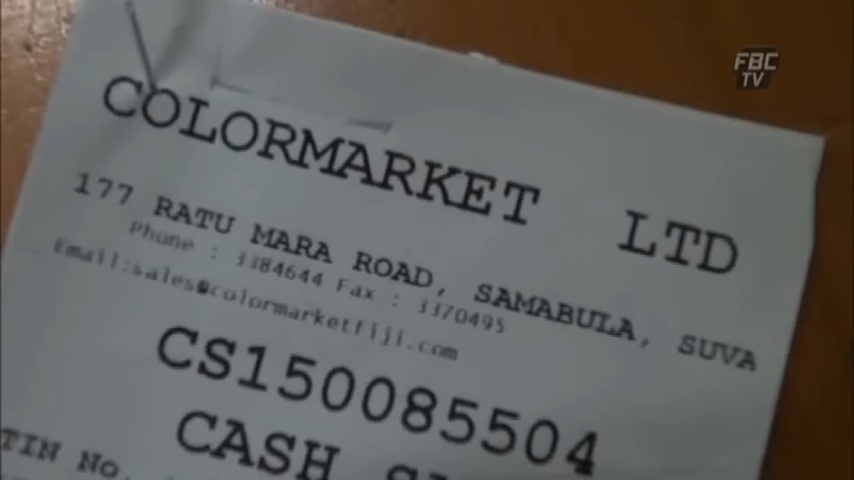 FBC
TV
COLORMARKET LTD
177 RATU MARA ROAD, SAMABULA, SUVA
Phone : 3384644 Fax : 3370495
Email:sales@colormarketfiji.com
CS150085504
CASH
TIN No.